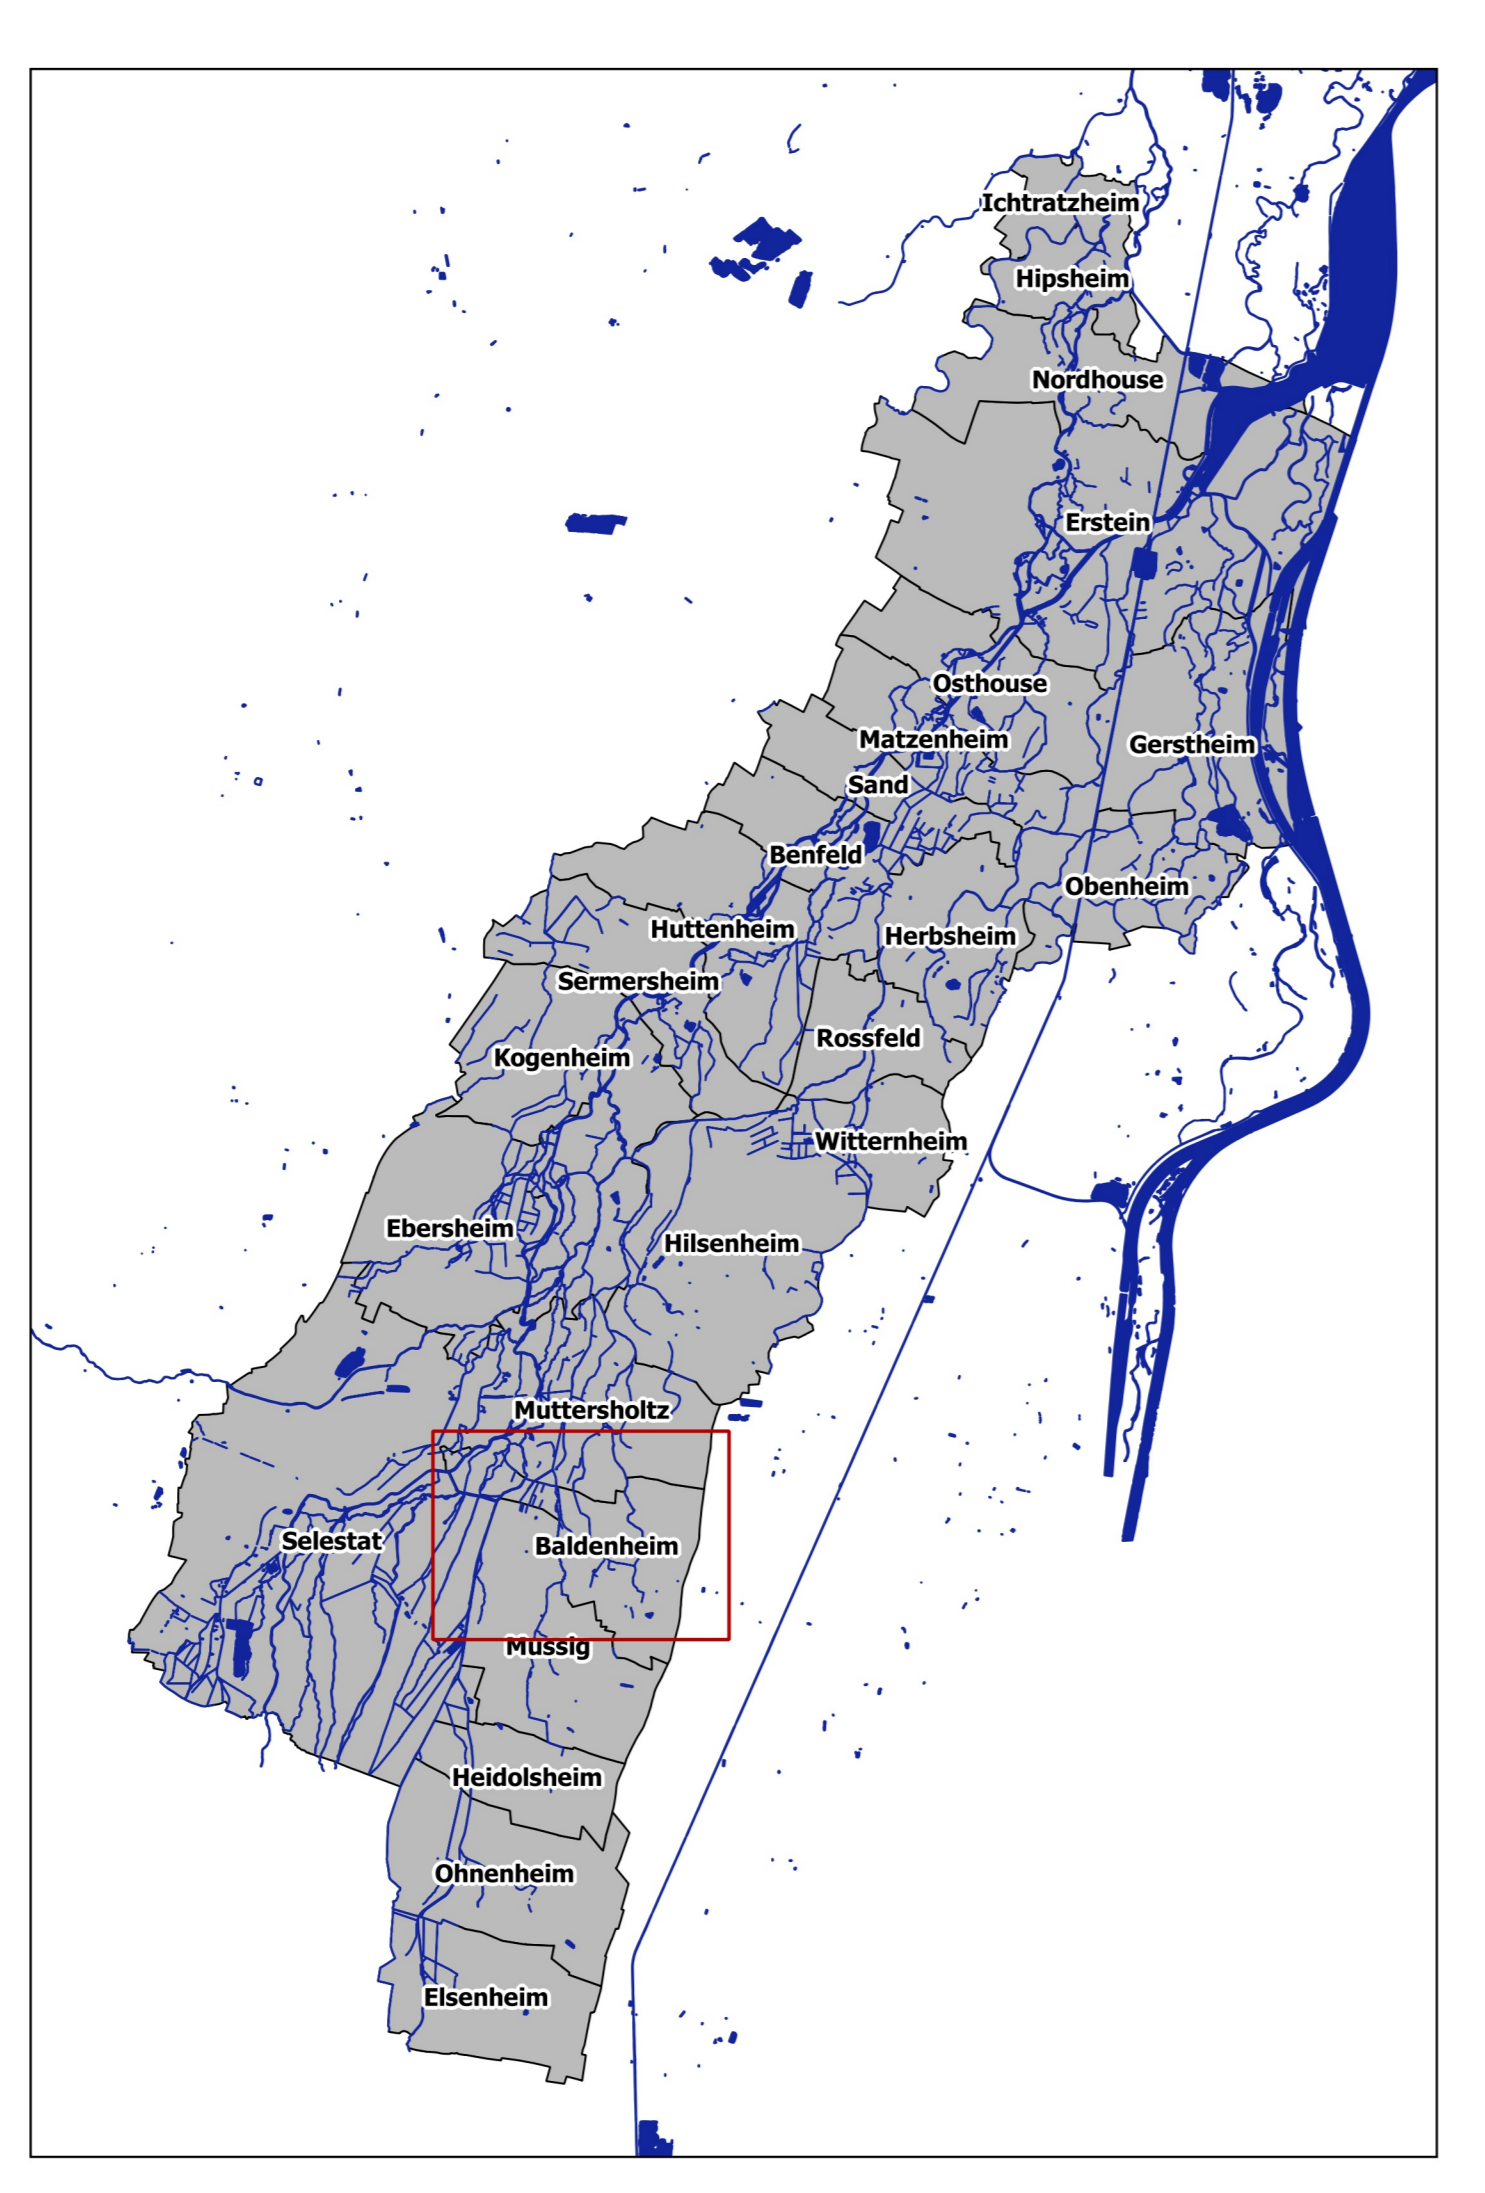 Ichtratzheim
Hipsheim
Nordhouse
Erstein
Osthouse
Matzenheim
Gerstheim
Sand
Benfeld
Obenheim
Huttenheim
Herbsheim
Sermersheim
Rossfeld
Kogenheim
Witternheim
Ebersheim
Hilsenheim
Muttersholtz
Selestat
Baldenheim
Mussig
Heidolsheim
Ohnenheim
Elsenheim